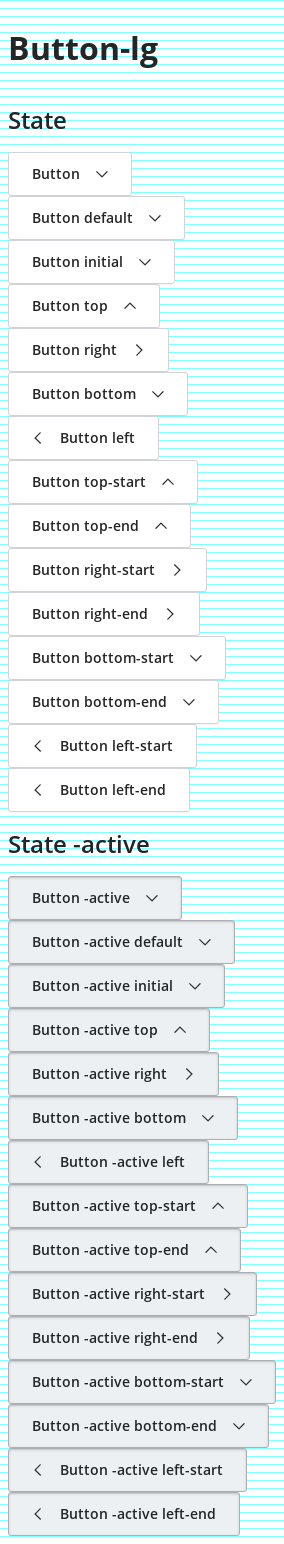 Button-lg
State
Button
Button default
Button initial
Button top
Button right
Button bottom
Button left
Button top-start
Button top-end
Button right-start
Button right-end
Button bottom-start
Button bottom-end
Button left-start
Button left-end
State -active
Button -active
Button -active default
Button -active initial
Button -active top
Button -active right
Button -active bottom
Button -active left
Button -active top-start
Button -active top-end
Button -active right-start
Button -active right-end
Button -active bottom-start
Button -active bottom-end
Button -active left-start
Button -active left-end